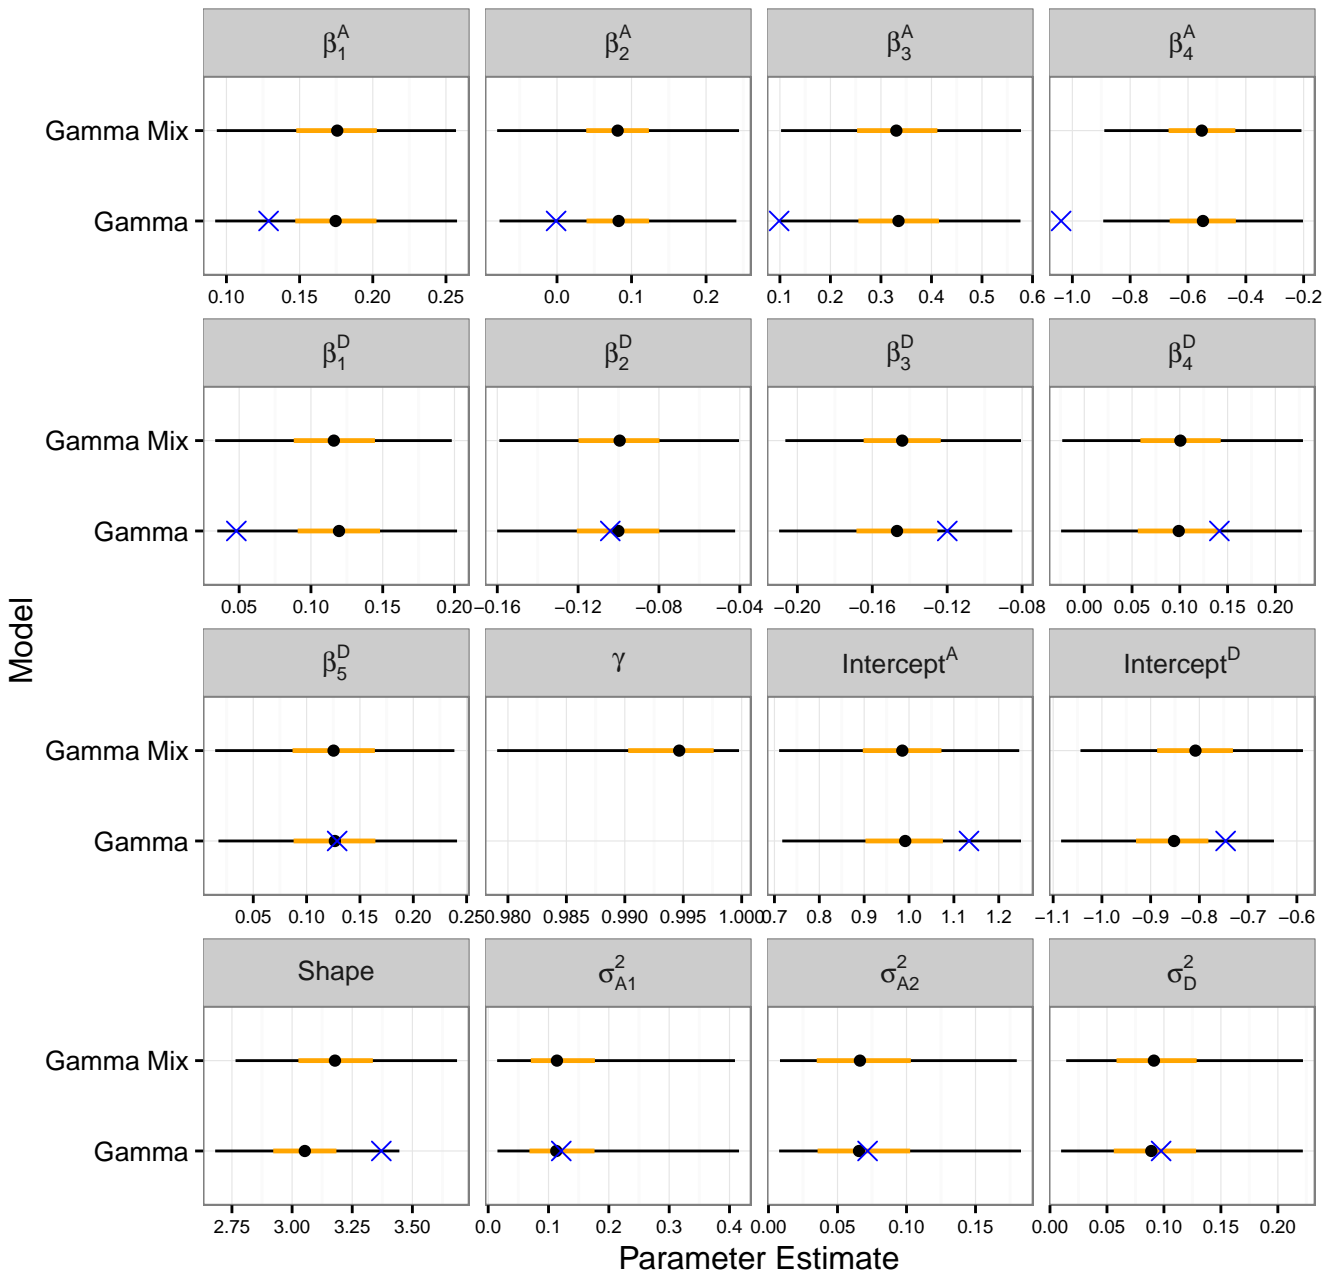 β₁ᴬ β₂ᴬ β₃ᴬ β₄ᴬ
Gamma Mix
Gamma
0.10 0.15 0.20 0.25 0.0 0.1 0.2 0.1 0.2 0.3 0.4 0.5 0.6 −1.0 −0.8 −0.6 −0.4 −0.2
β₁ᴰ β₂ᴰ β₃ᴰ β₄ᴰ
Gamma Mix
Gamma
0.05 0.10 0.15 0.20 −0.16 −0.12 −0.08 −0.04 −0.20 −0.16 −0.12 −0.08 0.00 0.05 0.10 0.15 0.20
Model
β₅ᴰ γ Interceptᴬ Interceptᴰ
Gamma Mix
Gamma
0.05 0.10 0.15 0.20 0.25 0.980 0.985 0.990 0.995 1.000 0.7 0.8 0.9 1.0 1.1 1.2 −1.1 −1.0 −0.9 −0.8 −0.7 −0.6
Shape σ²A1 σ²A2 σ²D
Gamma Mix
Gamma
2.75 3.00 3.25 3.50 0.0 0.1 0.2 0.3 0.4 0.00 0.05 0.10 0.15 0.00 0.05 0.10 0.15 0.20
Parameter Estimate